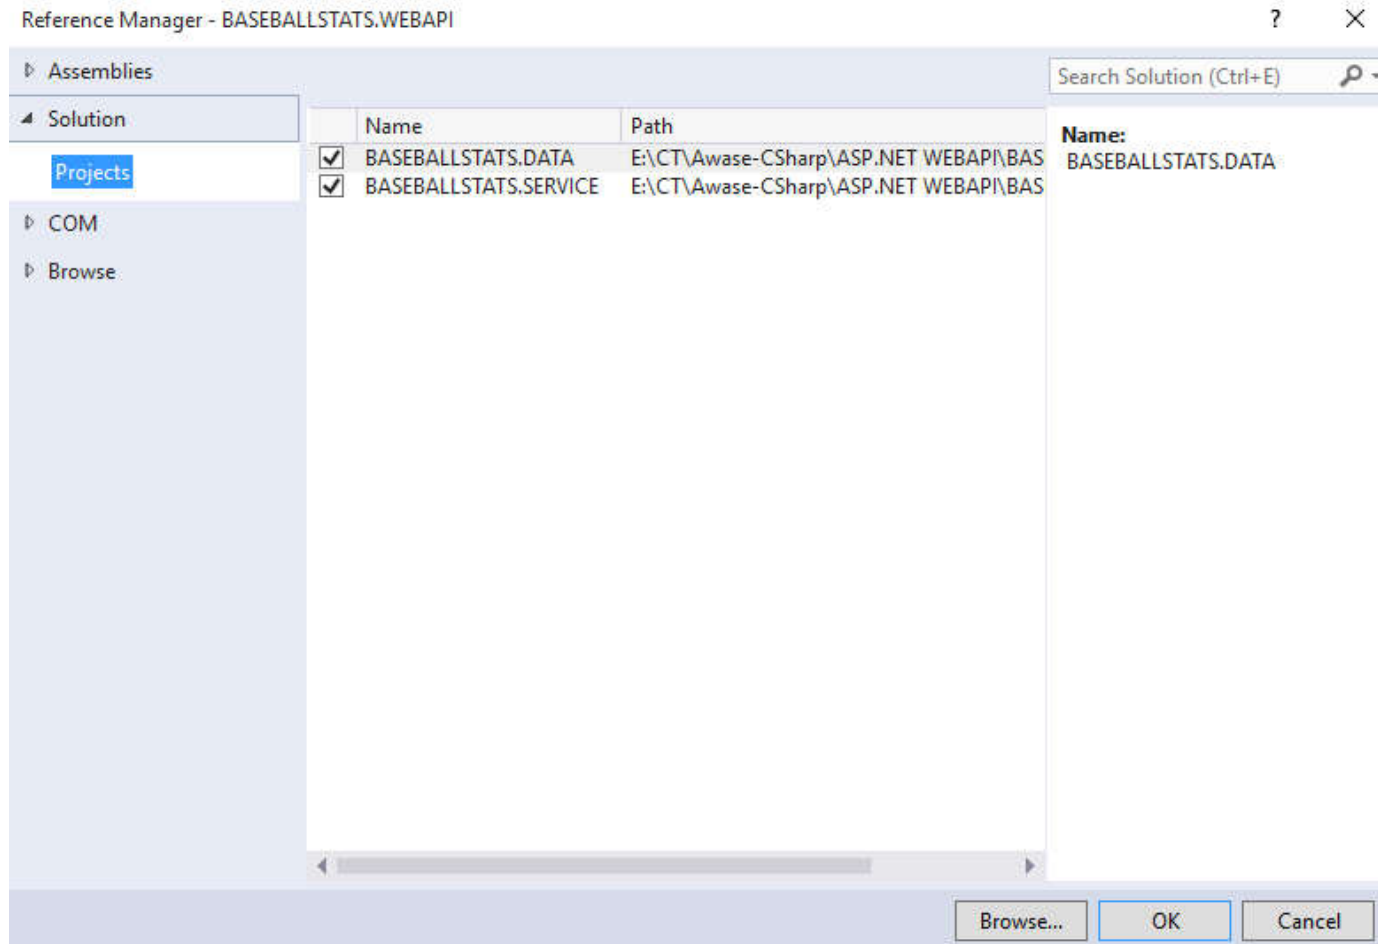 Reference Manager - BASEBALLSTATS.WEBAPI
?
Assemblies
Search Solution (Ctrl+E)
Solution
Name Path
Name:
BASEBALLSTATS.DATA E:\CT\Awase-CSharp\ASP.NET WEBAPI\BAS
BASEBALLSTATS.DATA
Projects
BASEBALLSTATS.SERVICE E:\CT\Awase-CSharp\ASP.NET WEBAPI\BAS
COM
Browse
Browse... OK Cancel